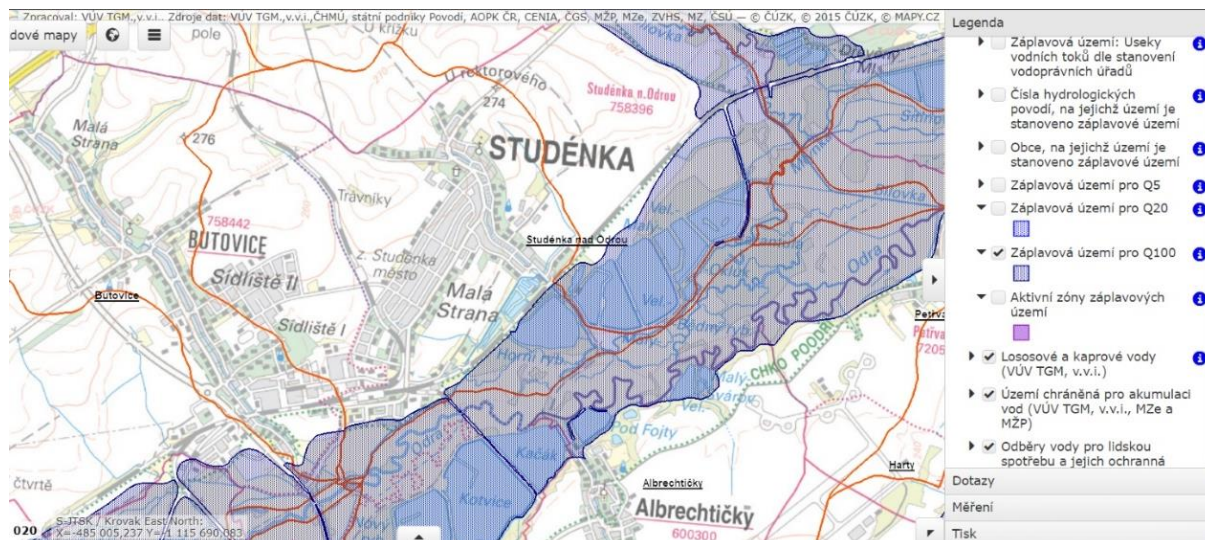 Zpracoval: VÚV TGM,v.v.i.. Zdroje dat: VÚV TGM.,v.v.i.,ČHMÚ, státní podniky Povodí, AOPK ČR, CENIA, ČGS, MŽP, MZe, ZVHS, MZ, ČSÚ — © ČÚZK, © 2015 ČÚZK, © MAPY.CZ
dové mapy
pole
U křížku
U rektorového
Studénka n.Odrou
758396
274
276
Malá
Strana
STUDÉNKA
Trávníky
758442
BUTOVICE
Sídliště II
z. Studénka
město
Studénka nad Odrou
Malá
Strana
Butovice
Sídliště I
Vel.
Odra
Vel.
Horní ryb.
CHKO POODŘÍ
Petřva
7205
Odra
Malý
Vel.
Pod Fojty
Kačák
Kotvice
Nový
Harty
čtvrtě
Albrechtičky
Albrechtičky
600300
020
S-JTSK / Krovak East North:
X=-485 005,237 Y=-1 115 690,083
Legenda
Záplavová území: Úseky
vodních toků dle stanovení
vodoprávních úřadů
Čísla hydrologických
povodí, na jejichž území je
stanoveno záplavové území
Obce, na jejichž území je
stanoveno záplavové území
Záplavová území pro Q5
Záplavová území pro Q20
Záplavová území pro Q100
Aktivní zóny záplavových
území
Lososové a kaprové vody
(VÚV TGM, v.v.i.)
Území chráněná pro akumulaci
vod (VÚV TGM, v.v.i., MZe a
MŽP)
Odběry vody pro lidskou
spotřebu a jejich ochranná
Dotazy
Měření
Tisk